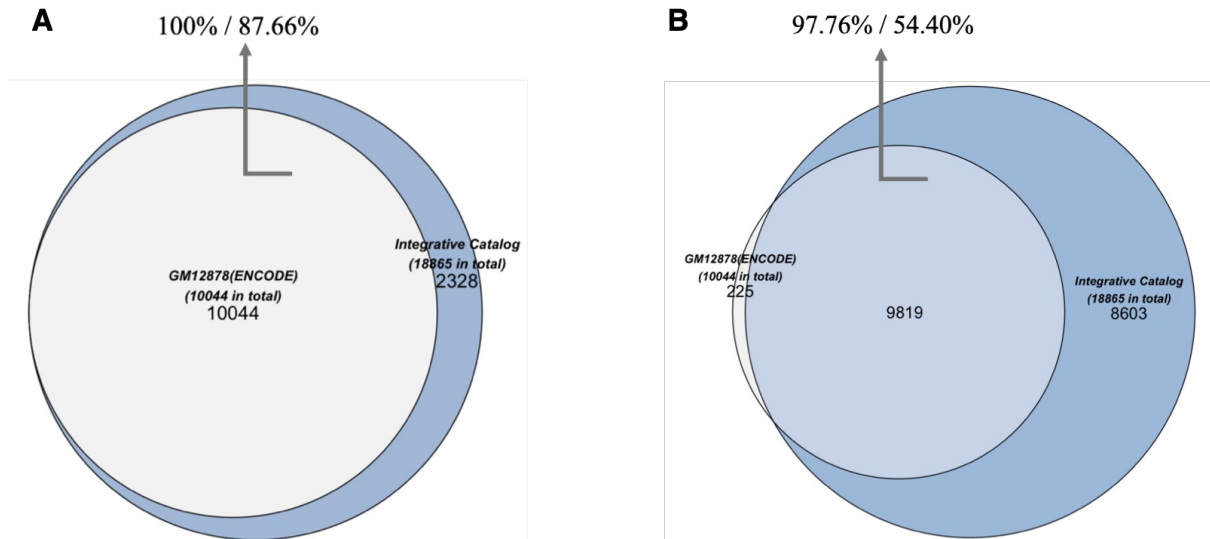 A
100% / 87.66%
Integrative Catalog
(18865 in total)
2328
GM12878(ENCODE)
(10044 in total)
10044
B
97.76% / 54.40%
GM12878(ENCODE)
(10044 in total)
225
9819
Integrative Catalog
(18865 in total)
8603